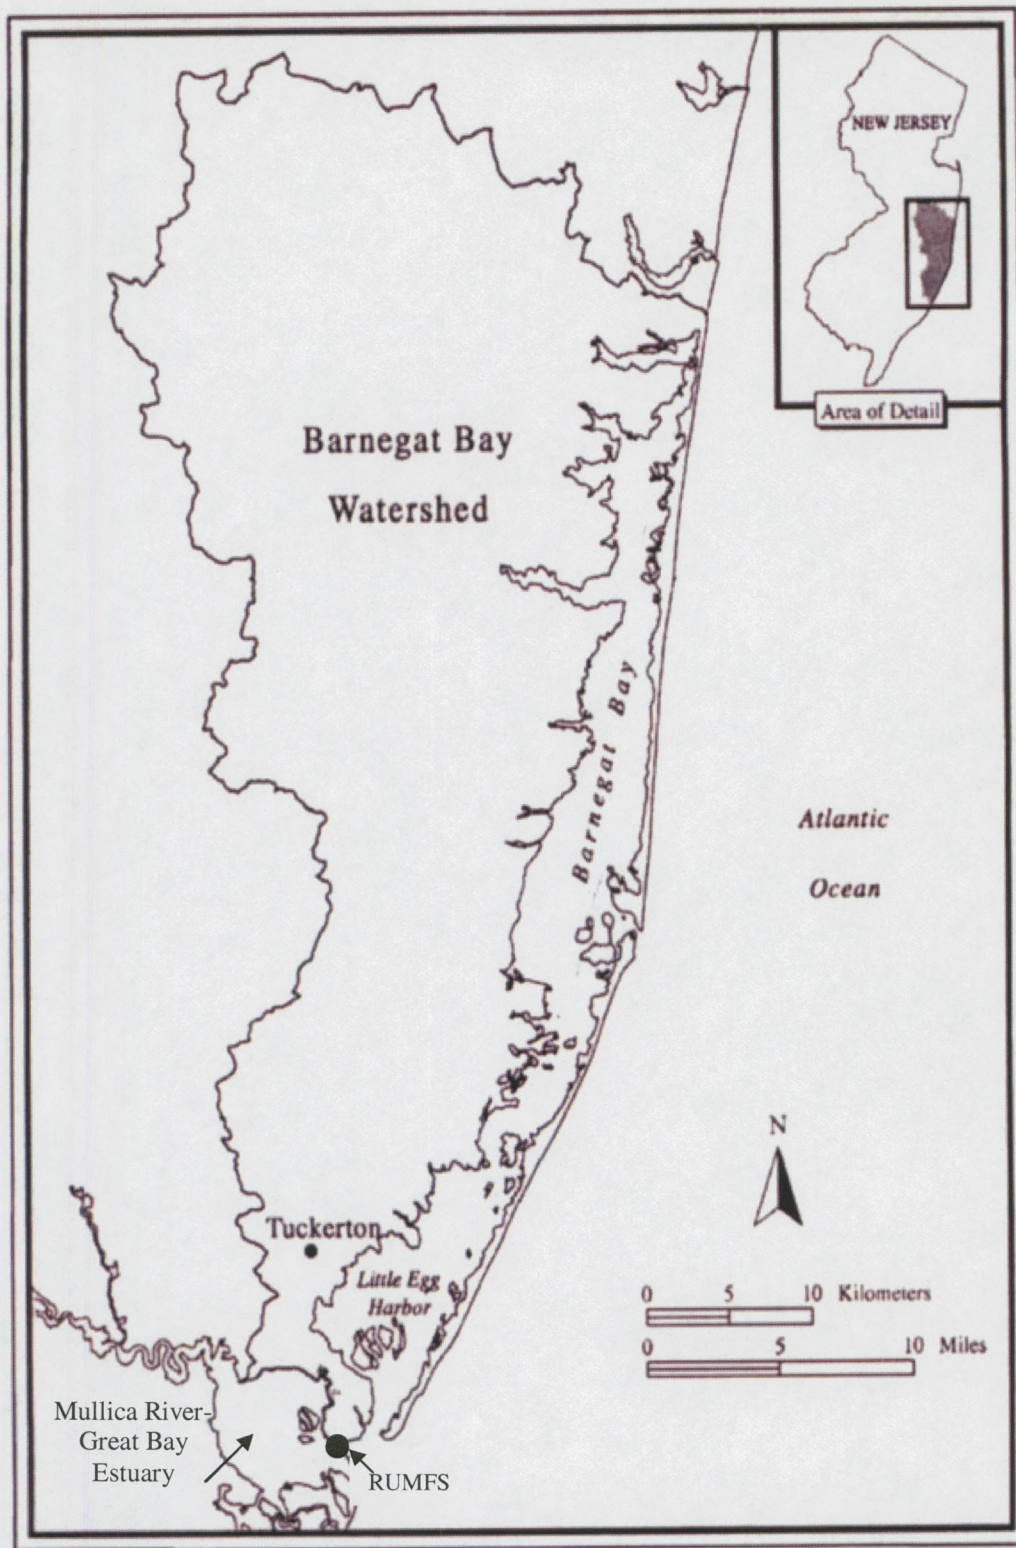 NEW JERSEY
Area of Detail
Barnegat Bay
Watershed
Barnegat Bay
Atlantic
Ocean
N
Tuckerton
Little Egg
Harbor
0 5 10 Kilometers
0 5 10 Miles
Mullica River-
Great Bay
Estuary
RUMFS